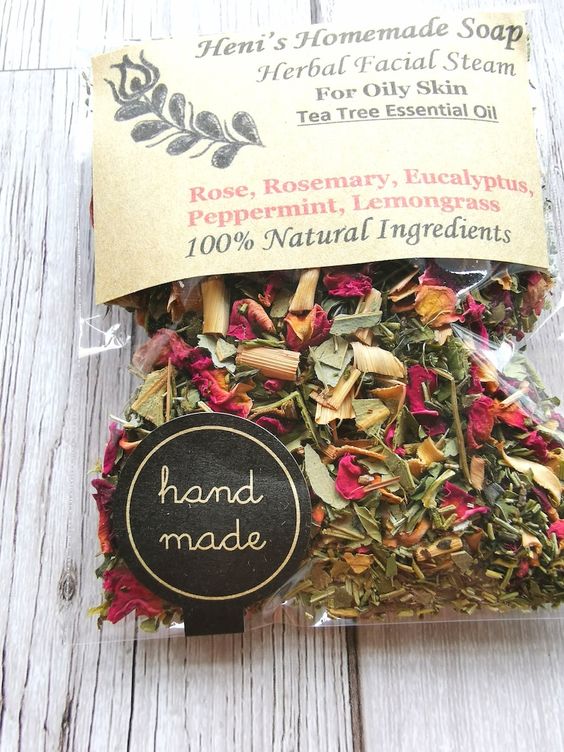 Heni's Homemade Soap
Herbal Facial Steam
For Oily Skin
Tea Tree Essential Oil
Rose, Rosemary, Eucalyptus,
Peppermint, Lemongrass
100% Natural Ingredients
hand
made